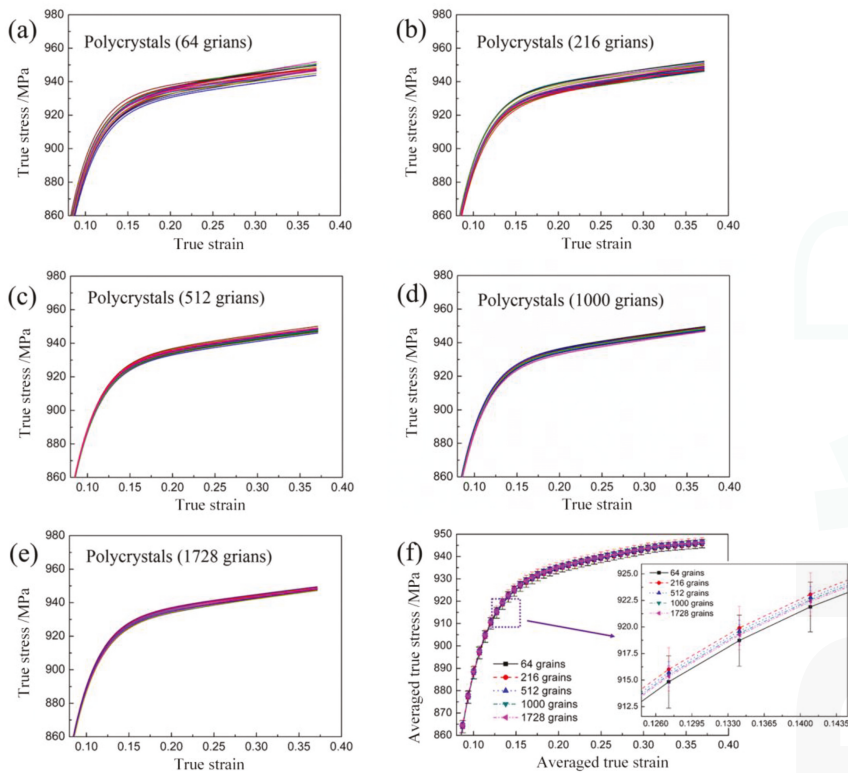 (a)
Polycrystals (64 grians)
980
960
940
920
900
880
860
0.10 0.15 0.20 0.25 0.30 0.35 0.40
True stress /MPa
True strain
(b)
Polycrystals (216 grians)
980
960
940
920
900
880
860
0.10 0.15 0.20 0.25 0.30 0.35 0.40
True stress /MPa
True strain
(c)
Polycrystals (512 grians)
980
960
940
920
900
880
860
0.10 0.15 0.20 0.25 0.30 0.35 0.40
True stress /MPa
True strain
(d)
Polycrystals (1000 grians)
980
960
940
920
900
880
860
0.10 0.15 0.20 0.25 0.30 0.35 0.40
True stress /MPa
True strain
(e)
Polycrystals (1728 grians)
980
960
940
920
900
880
860
0.10 0.15 0.20 0.25 0.30 0.35 0.40
True stress /MPa
True strain
(f)
950
940
930
920
910
900
890
880
870
860
0.10 0.15 0.20 0.25 0.30 0.35 0.40
Averaged true stress /MPa
Averaged true strain
64 grains
216 grains
512 grains
1000 grains
1728 grains
925.0
922.5
920.0
917.5
915.0
912.5
0.1260 0.1295 0.1330 0.1365 0.1400 0.1435
64 grains
216 grains
512 grains
1000 grains
1728 grains